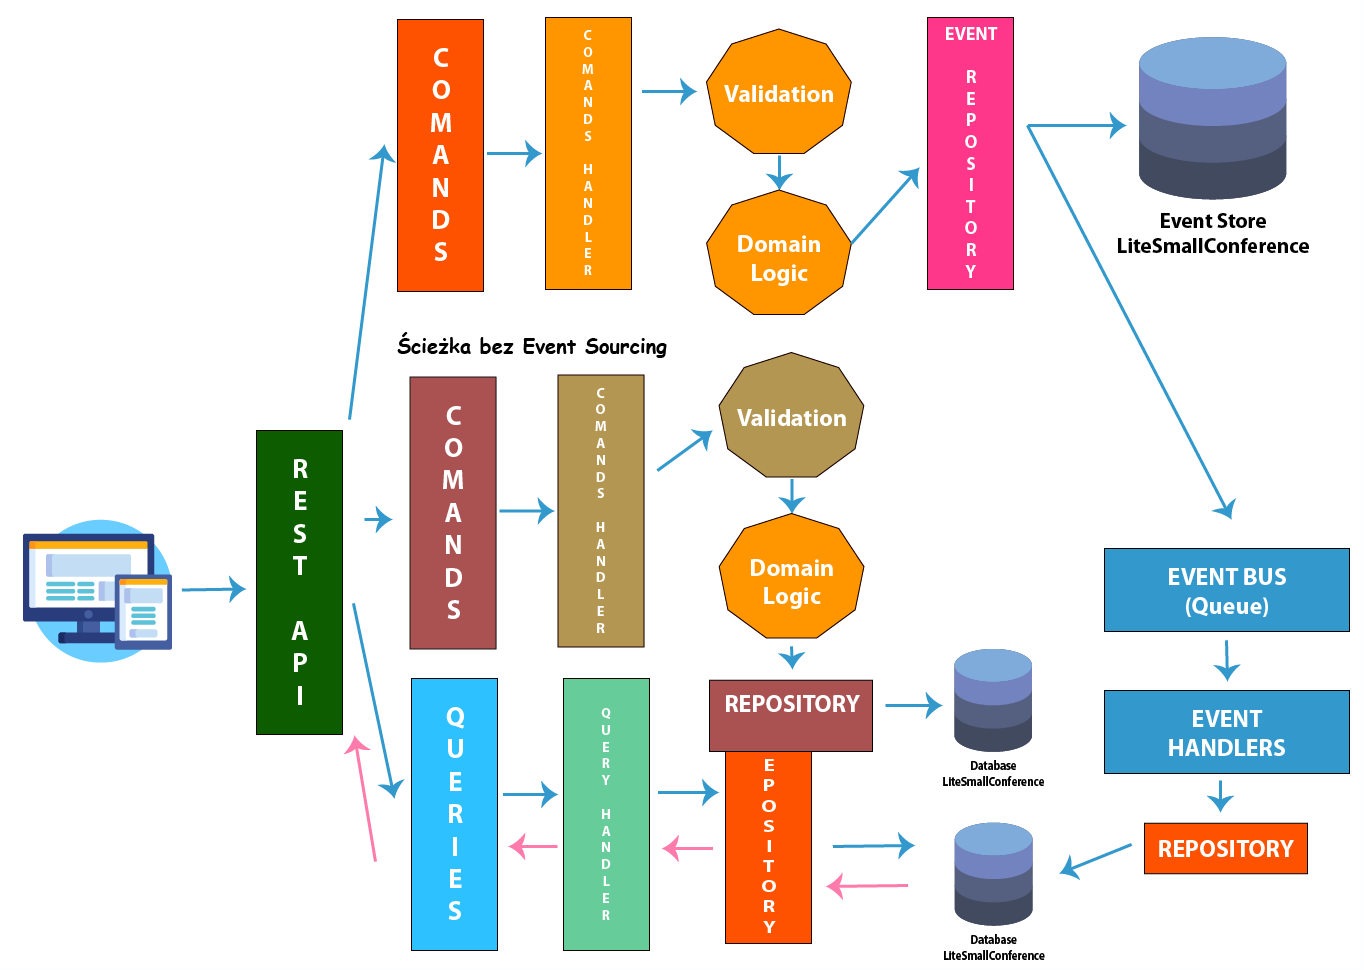 COMANDS
COMANDS HANDLER
Validation
Domain
Logic
EVENT
REPOSITORY
Event Store
LiteSmallConference
Ścieżka bez Event Sourcing
REST API
COMANDS
COMANDS HANDLER
Validation
Domain
Logic
REPOSITORY
Database
LiteSmallConference
EVENT BUS
(Queue)
EVENT
HANDLERS
REPOSITORY
QUERIES
QUERY HANDLER
EPOSITORY
Database
LiteSmallConference